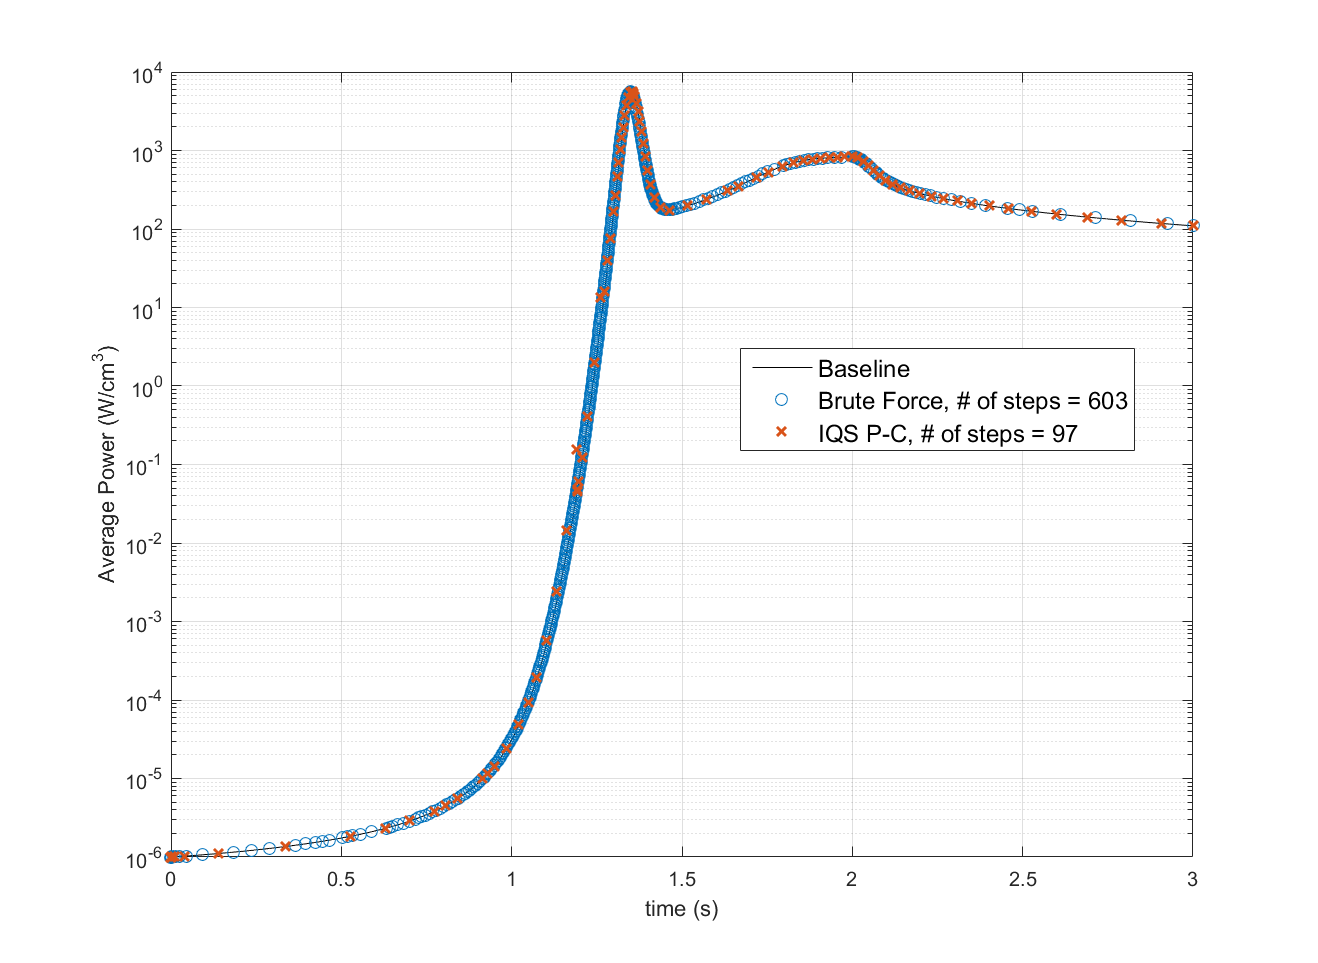 10^4
10^3
10^2
10^1
10^0
10^-1
10^-2
10^-3
10^-4
10^-5
10^-6
Average Power (W/cm^3)
Baseline
Brute Force, # of steps = 603
IQS P-C, # of steps = 97
0 0.5 1 1.5 2 2.5 3
time (s)